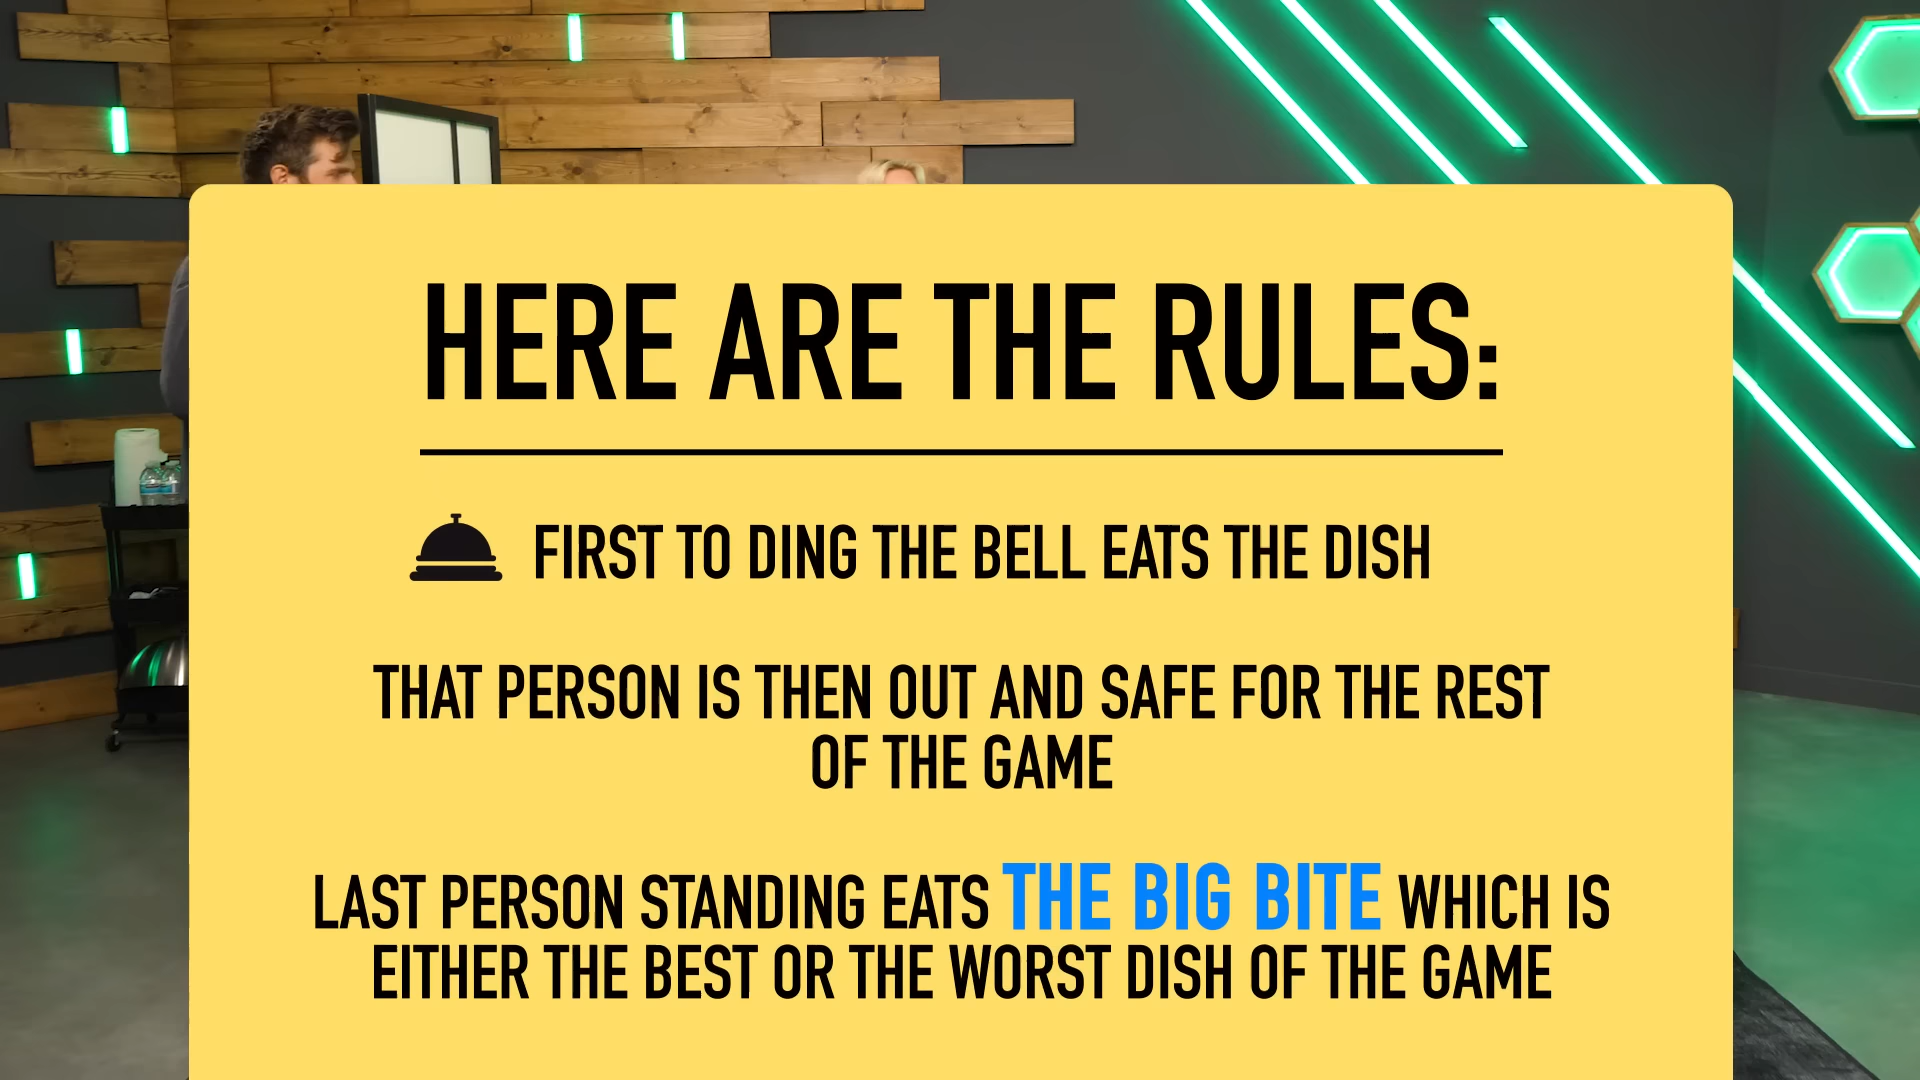 HERE ARE THE RULES:
FIRST TO DING THE BELL EATS THE DISH
THAT PERSON IS THEN OUT AND SAFE FOR THE REST
OF THE GAME
LAST PERSON STANDING EATS THE BIG BITE WHICH IS
EITHER THE BEST OR THE WORST DISH OF THE GAME